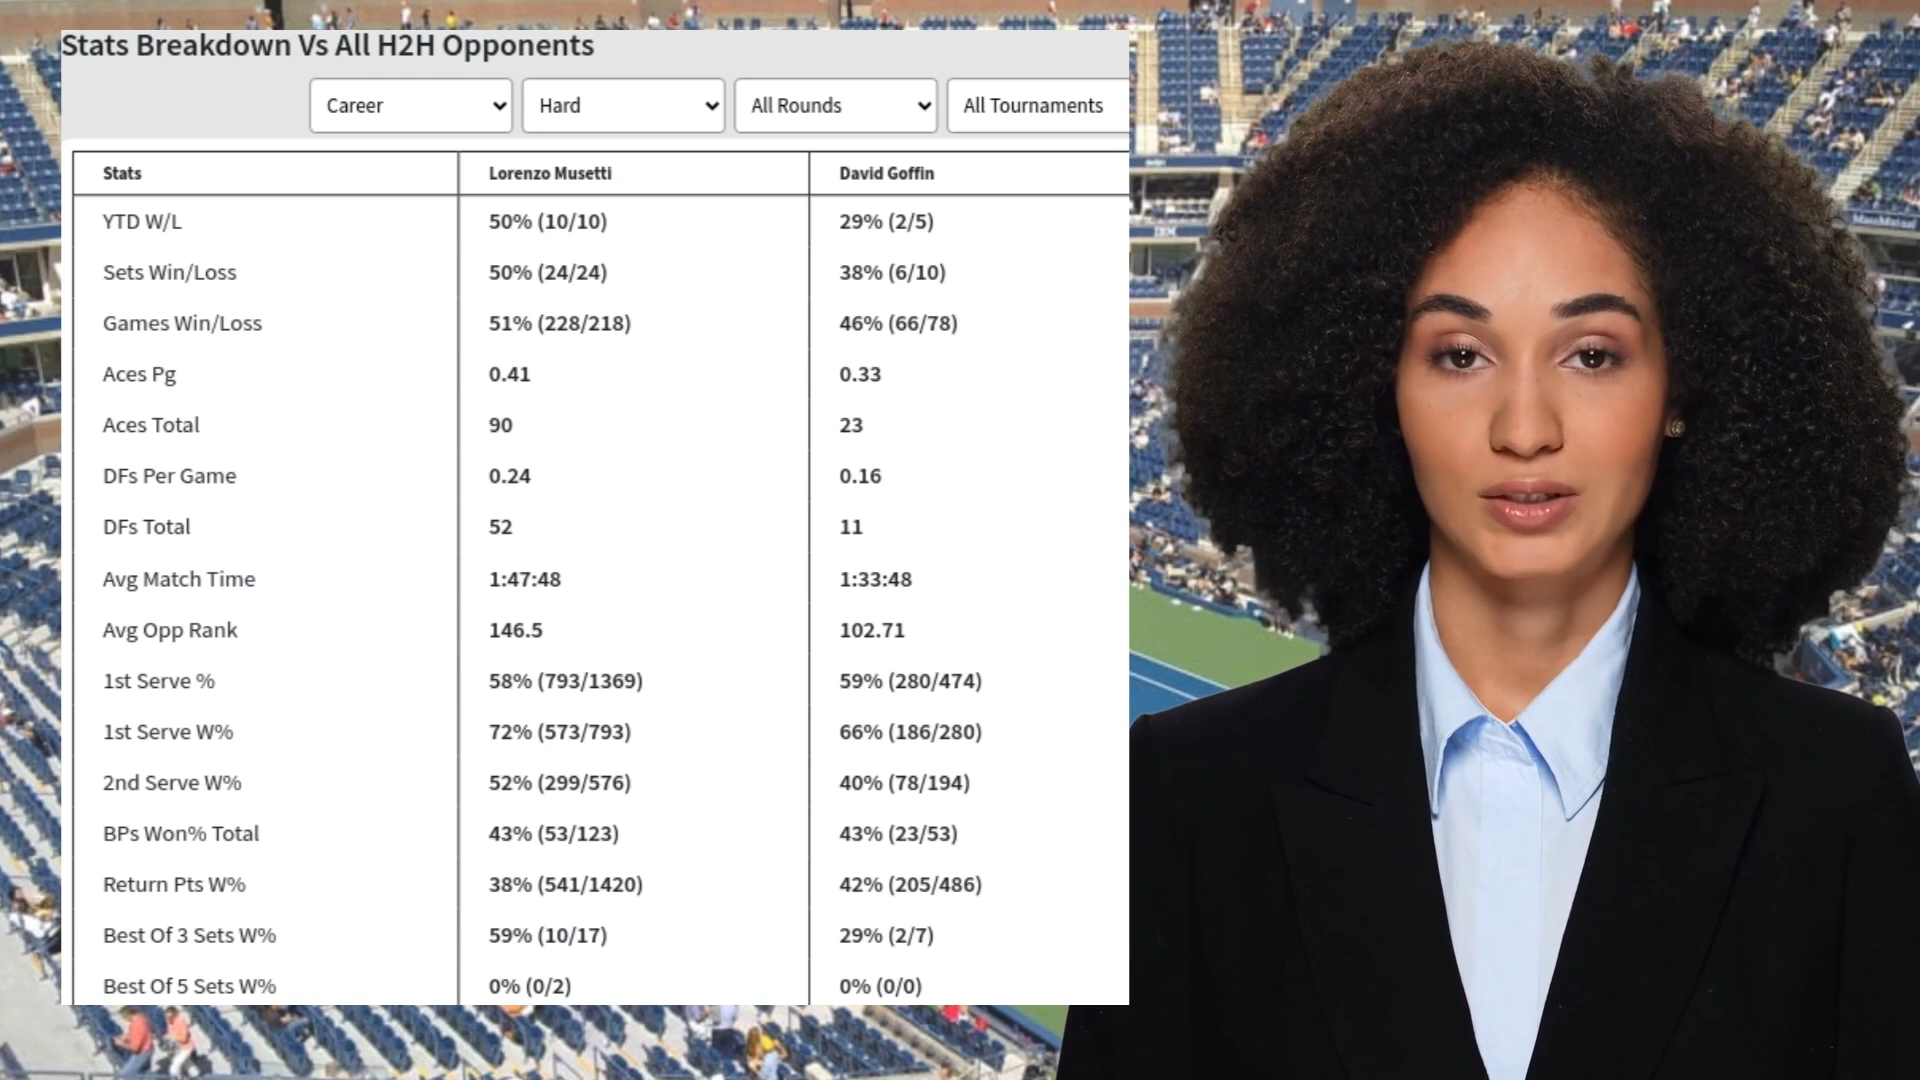 Stats Breakdown Vs All H2H Opponents
Career Hard All Rounds All Tournaments
Stats Lorenzo Musetti David Goffin
YTD W/L 50% (10/10) 29% (2/5)
Sets Win/Loss 50% (24/24) 38% (6/10)
Games Win/Loss 51% (228/218) 46% (66/78)
Aces Pg 0.41 0.33
Aces Total 90 23
DFs Per Game 0.24 0.16
DFs Total 52 11
Avg Match Time 1:47:48 1:33:48
Avg Opp Rank 146.5 102.71
1st Serve % 58% (793/1369) 59% (280/474)
1st Serve W% 72% (573/793) 66% (186/280)
2nd Serve W% 52% (299/576) 40% (78/194)
BPs Won% Total 43% (53/123) 43% (23/53)
Return Pts W% 38% (541/1420) 42% (205/486)
Best Of 3 Sets W% 59% (10/17) 29% (2/7)
Best Of 5 Sets W% 0% (0/2) 0% (0/0)
IBM